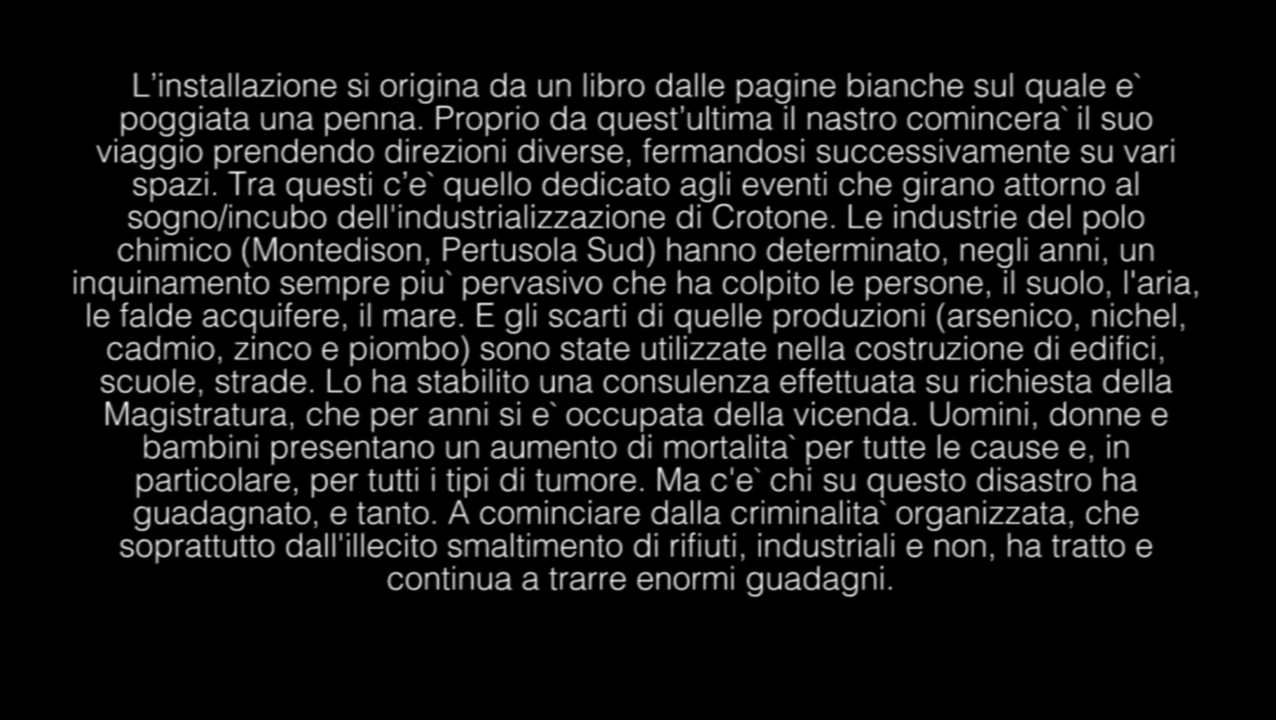 L’installazione si origina da un libro dalle pagine bianche sul quale e`
poggiata una penna. Proprio da quest’ultima il nastro comincera` il suo
viaggio prendendo direzioni diverse, fermandosi successivamente su vari
spazi. Tra questi c’e` quello dedicato agli eventi che girano attorno al
sogno/incubo dell'industrializzazione di Crotone. Le industrie del polo
chimico (Montedison, Pertusola Sud) hanno determinato, negli anni, un
inquinamento sempre piu` pervasivo che ha colpito le persone, il suolo, l'aria,
le falde acquifere, il mare. E gli scarti di quelle produzioni (arsenico, nichel,
cadmio, zinco e piombo) sono state utilizzate nella costruzione di edifici,
scuole, strade. Lo ha stabilito una consulenza effettuata su richiesta della
Magistratura, che per anni si e` occupata della vicenda. Uomini, donne e
bambini presentano un aumento di mortalita` per tutte le cause e, in
particolare, per tutti i tipi di tumore. Ma c'e` chi su questo disastro ha
guadagnato, e tanto. A cominciare dalla criminalita` organizzata, che
soprattutto dall'illecito smaltimento di rifiuti, industriali e non, ha tratto e
continua a trarre enormi guadagni.